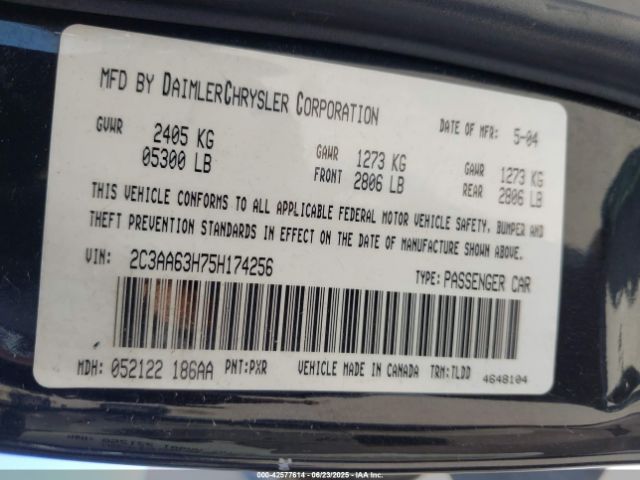 MFD BY DAIMLERCHRYSLER CORPORATION
DATE OF MFR: 5-04
GVWR 2405 KG
05300 LB
GAWR 1273 KG
FRONT 2806 LB
GAWR 1273 KG
REAR 2806 LB
THIS VEHICLE CONFORMS TO ALL APPLICABLE FEDERAL MOTOR VEHICLE SAFETY, BUMPER AND
THEFT PREVENTION STANDARDS IN EFFECT ON THE DATE OF MANUFACTURE SHOWN ABOVE.
VIN: 2C3AA63H75H174256
TYPE: PASSENGER CAR
MDH: 052122 186AA PNT:PXR VEHICLE MADE IN CANADA TRM:TLDD
4648104
000-42577614 - 06/23/2025 - IAAI.CA